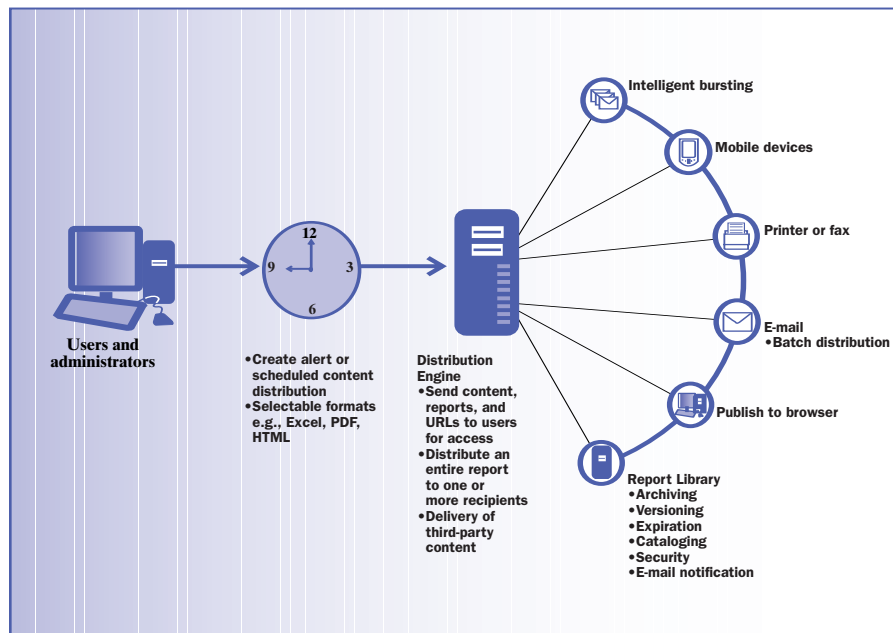 Users and
administrators
12
9
3
6
•Create alert or
scheduled content
distribution
•Selectable formats
e.g., Excel, PDF,
HTML
Distribution
Engine
•Send content,
reports, and
URLs to users
for access
•Distribute an
entire report
to one or
more recipients
•Delivery of
third-party
content
Intelligent bursting
Mobile devices
Printer or fax
E-mail
•Batch distribution
Publish to browser
Report Library
•Archiving
•Versioning
•Expiration
•Cataloging
•Security
•E-mail notification